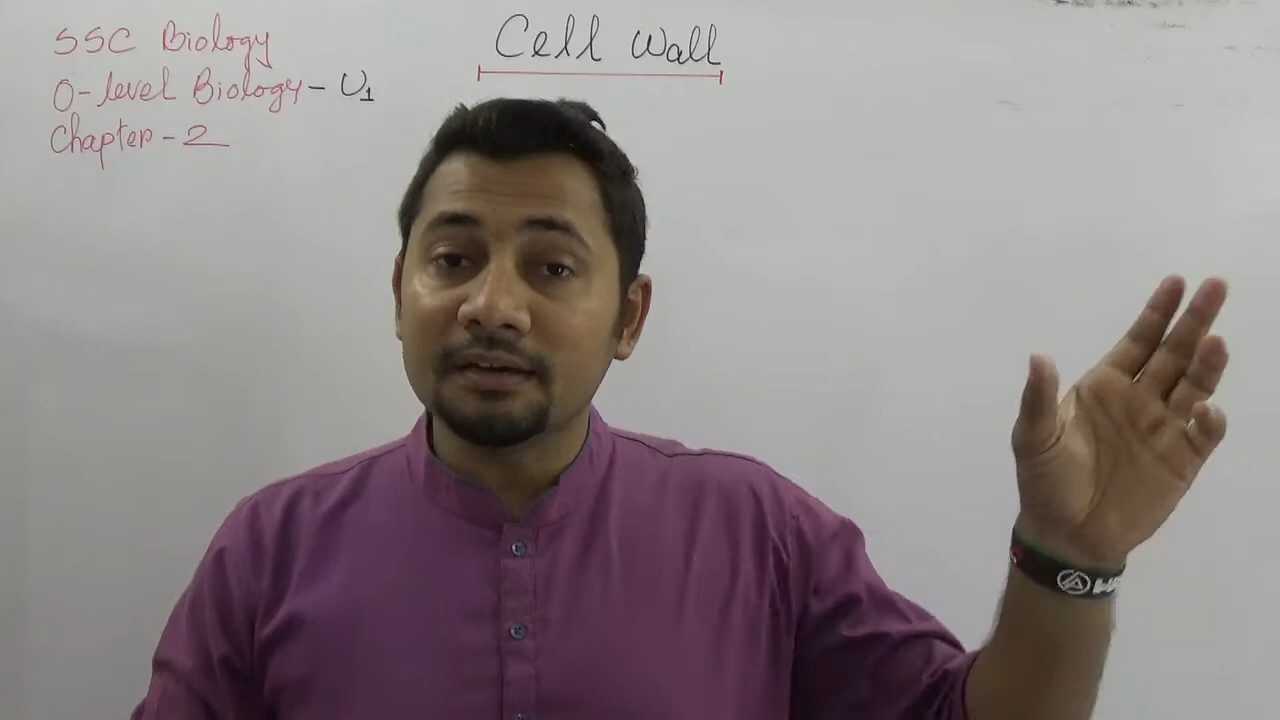 SSC Biology
O-level Biology - U1
Chapter - 2
Cell Wall